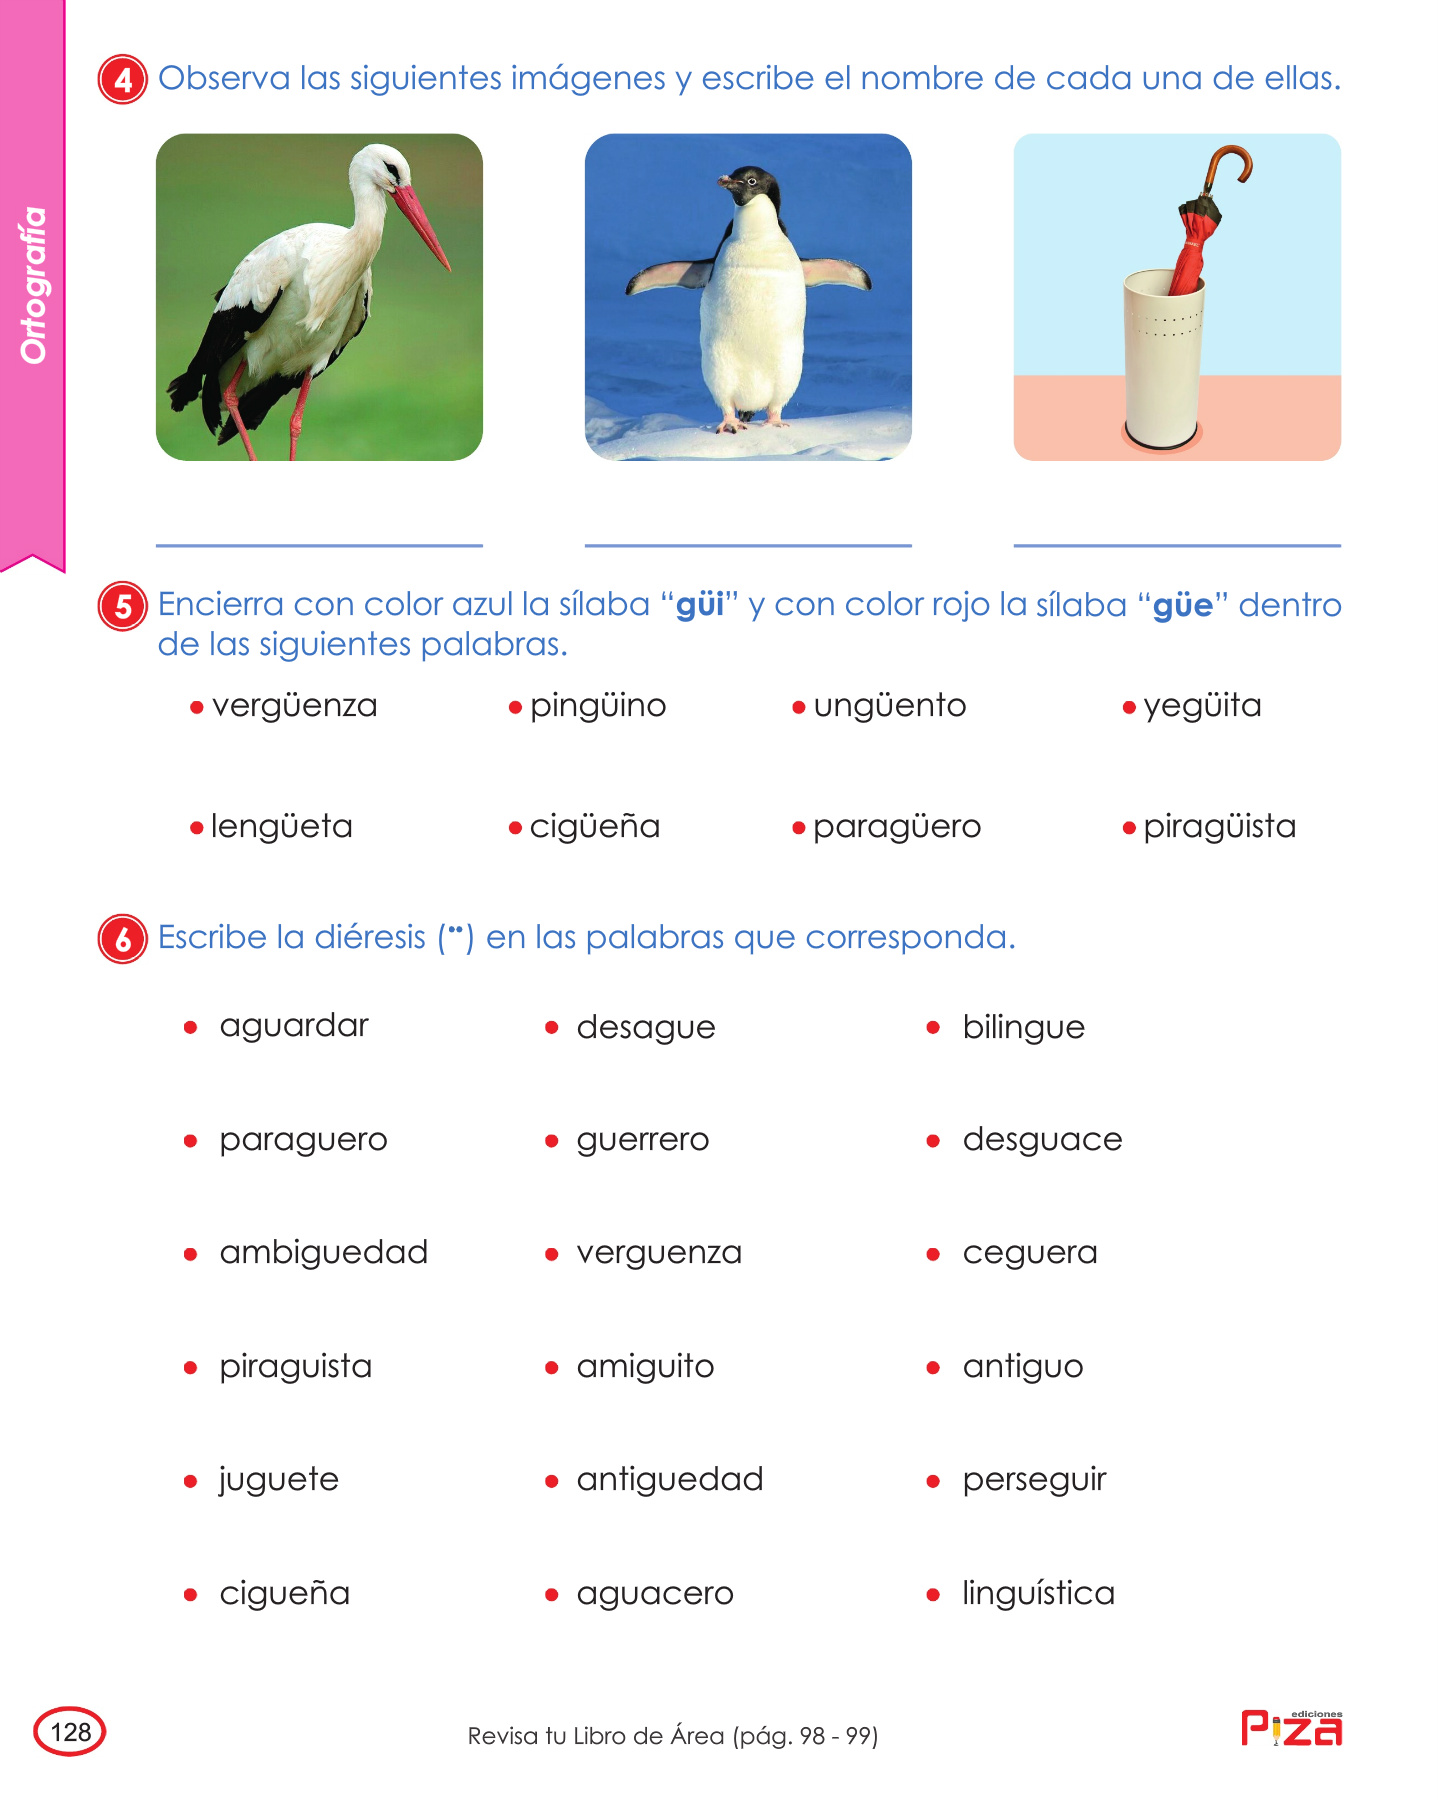 Ortografía
4 Observa las siguientes imágenes y escribe el nombre de cada una de ellas.
5 Encierra con color azul la sílaba “güi” y con color rojo la sílaba “güe” dentro
de las siguientes palabras.
• vergüenza • pingüino • ungüento • yegüita
• lengüeta • cigüeña • paragüero • piragüista
6 Escribe la diéresis (¨) en las palabras que corresponda.
• aguardar • desague • bilingue
• paraguero • guerrero • desguace
• ambiguedad • verguenza • ceguera
• piraguista • amiguito • antiguo
• juguete • antiguedad • perseguir
• cigueña • aguacero • linguística
128
Revisa tu Libro de Área (pág. 98 - 99)
ediciones
Piza